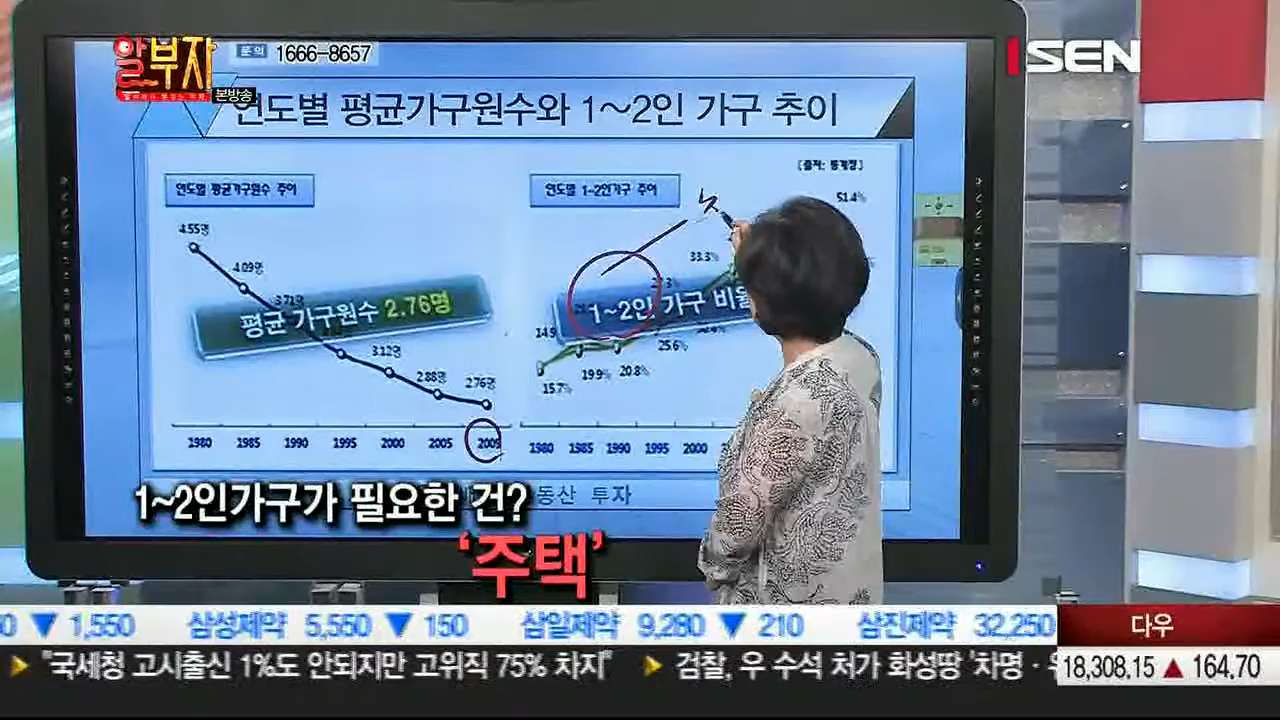 알부자
본방송
문의 1666-8657
SEN
연도별 평균가구원수와 1~2인 가구 추이
[출처: 통계청]
연도별 평균가구원수 추이
4.55명
4.09명
3.71명
3.12명
2.88명
2.76명
평균 가구원수 2.76명
1980 1985 1990 1995 2000 2005 2009
연도별 1~2인가구 추이
51.4%
33.3%
1~2인 가구 비율
14.9
25.6%
15.7% 19.9% 20.8%
1980 1985 1990 1995 2000
동산 투자
1~2인가구가 필요한 건?
‘주택’
0 ▼ 1,550 삼성제약 5,550 ▼ 150 삼일제약 9,280 ▼ 210 삼진제약 32,250
다우
▶ "국세청 고시출신 1%도 안되지만 고위직 75% 차지" ▶ 검찰, 우 수석 처가 화성땅 '차명 ·
18,308.15 ▲ 164.70